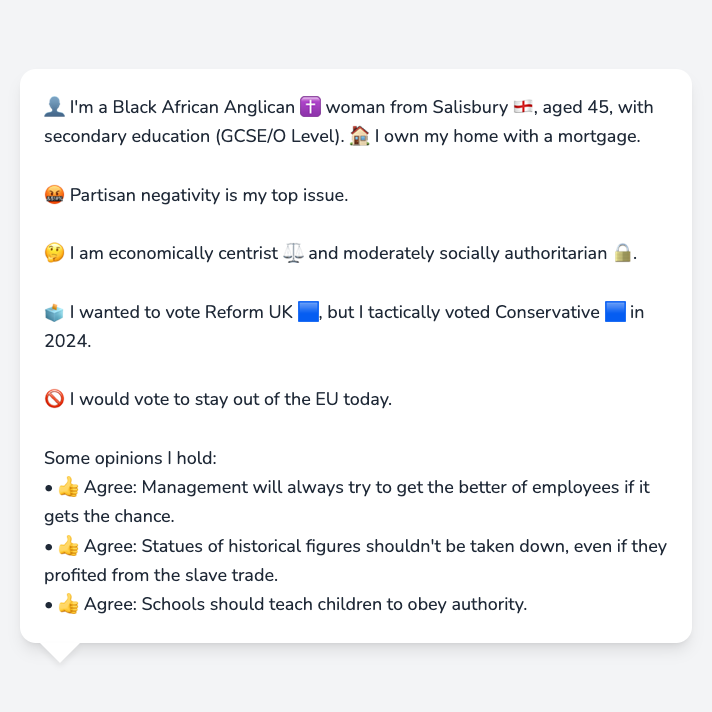 👤 I'm a Black African Anglican ✝️ woman from Salisbury 🏴󠁧󠁢󠁥󠁮󠁧󠁿, aged 45, with
secondary education (GCSE/O Level). 🏠 I own my home with a mortgage.
🤬 Partisan negativity is my top issue.
🤔 I am economically centrist ⚖️ and moderately socially authoritarian 🔒.
🗳️ I wanted to vote Reform UK 🟦, but I tactically voted Conservative 🟦 in
2024.
🚫 I would vote to stay out of the EU today.
Some opinions I hold:
• 👍 Agree: Management will always try to get the better of employees if it
gets the chance.
• 👍 Agree: Statues of historical figures shouldn't be taken down, even if they
profited from the slave trade.
• 👍 Agree: Schools should teach children to obey authority.